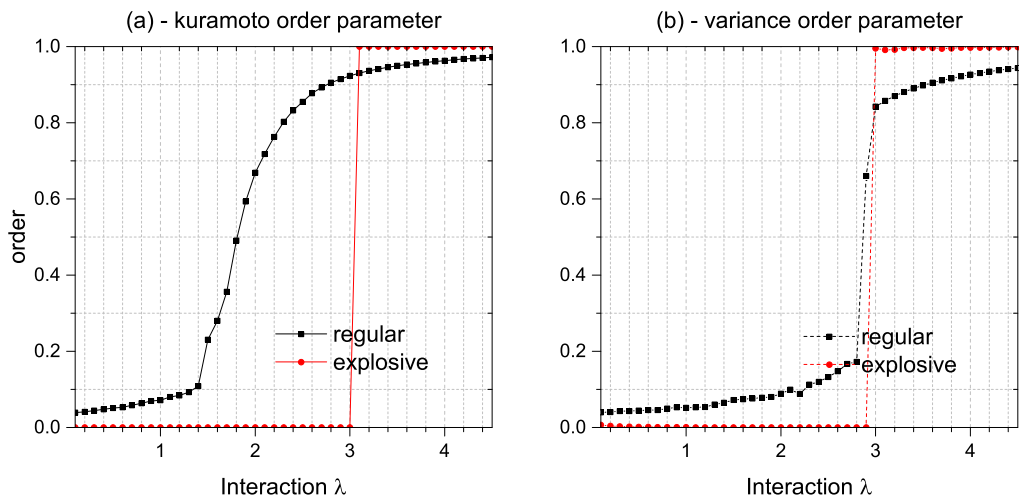 (a) - kuramoto order parameter
1.0
0.8
0.6
0.4
0.2
0.0
order
regular
explosive
1 2 3 4
Interaction λ
(b) - variance order parameter
1.0
0.8
0.6
0.4
0.2
0.0
regular
explosive
1 2 3 4
Interaction λ